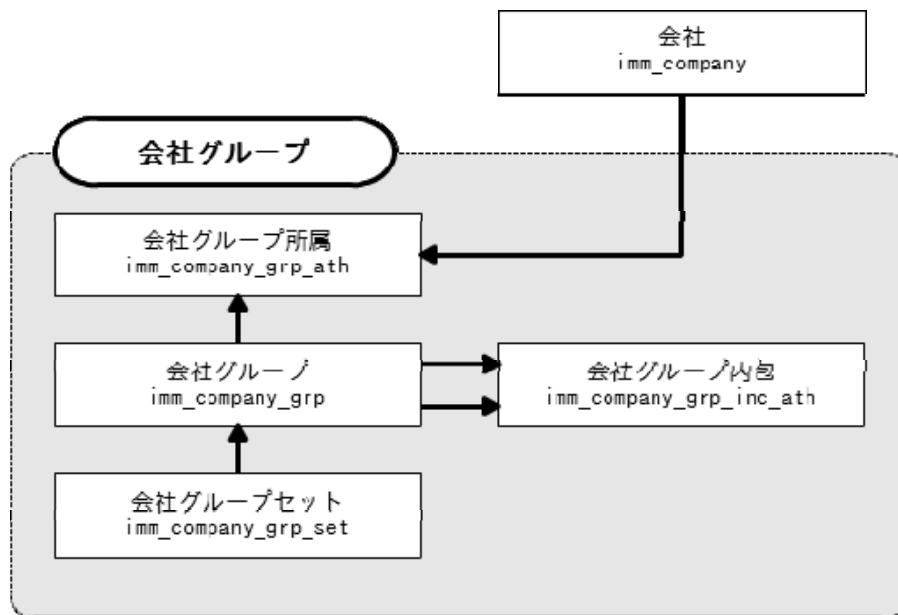 会社
imm_company
会社グループ
会社グループ所属
imm_company_grp_ath
会社グループ
imm_company_grp
会社グループ内包
imm_company_grp_inc_ath
会社グループセット
imm_company_grp_set